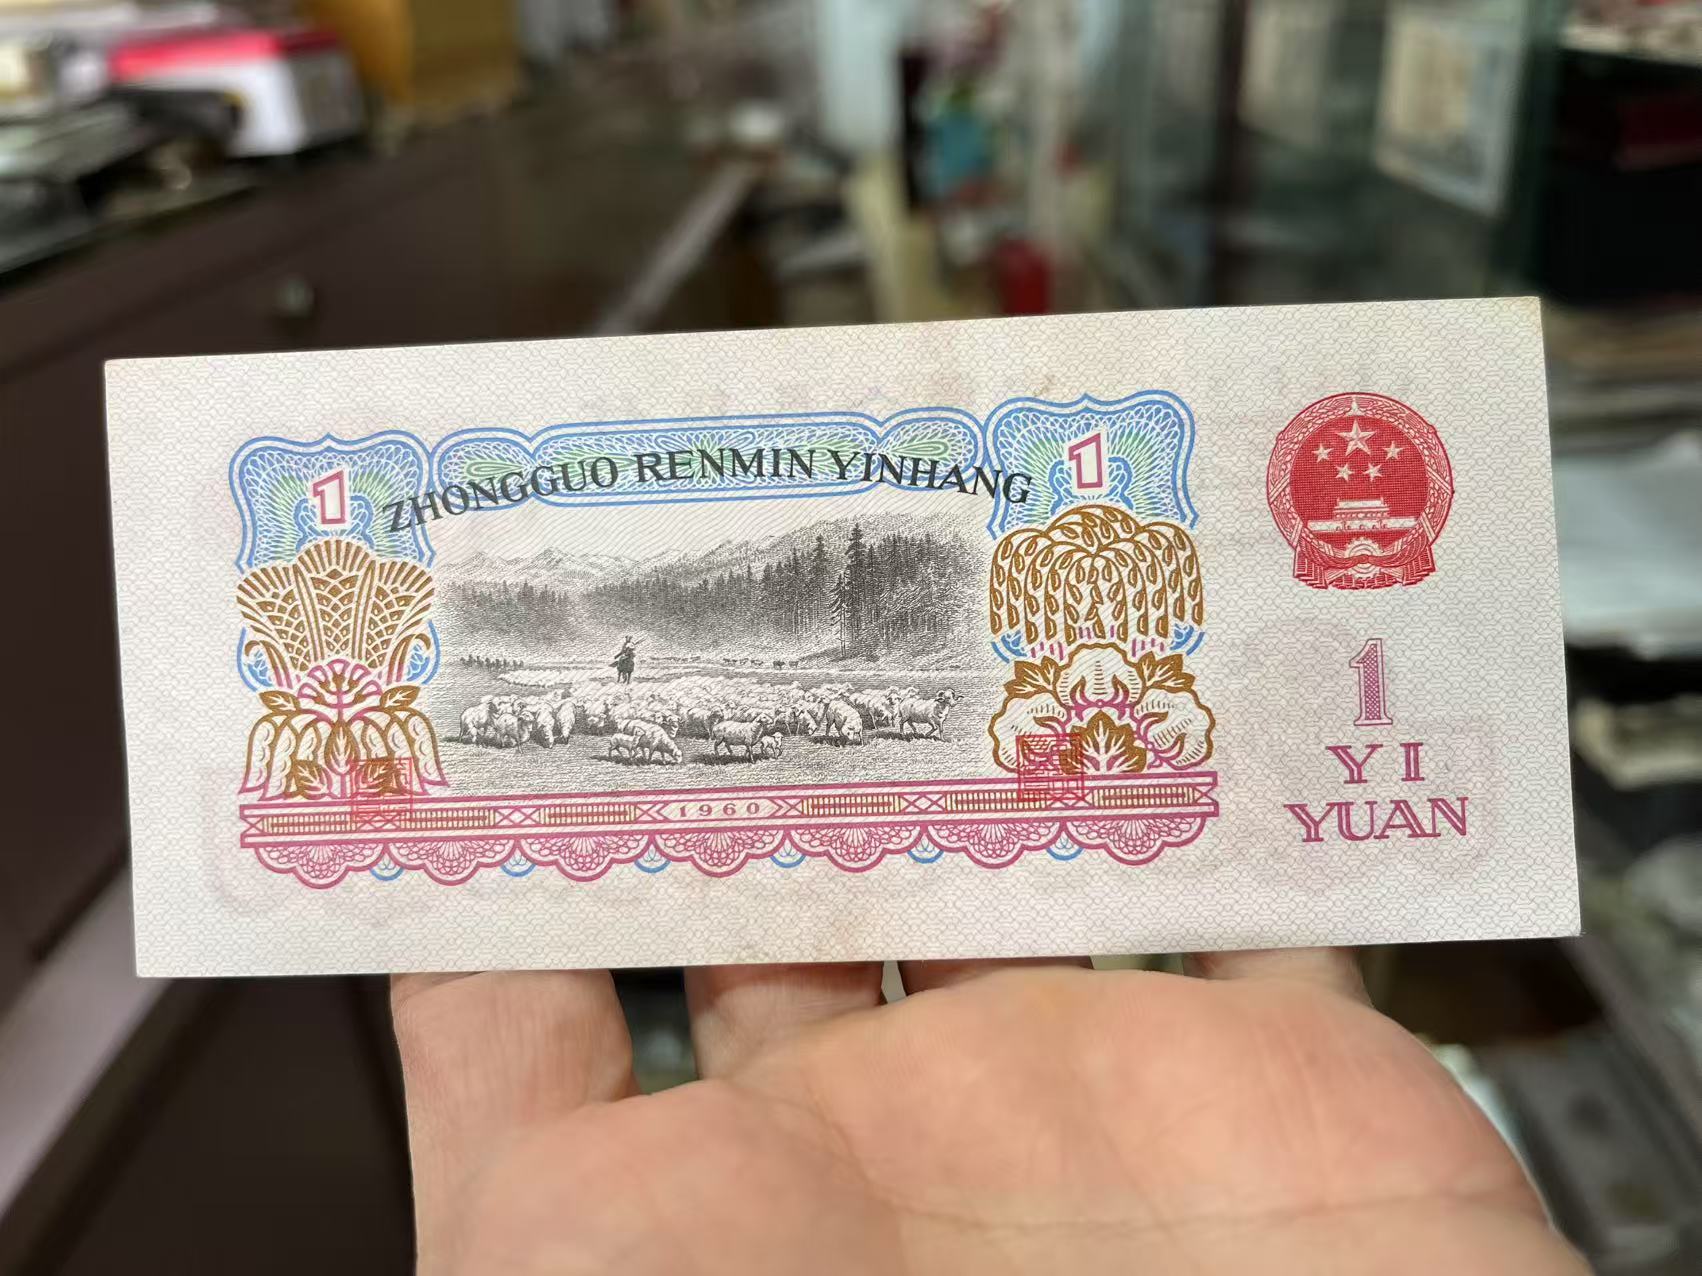 ZHONGGUO RENMIN YINHANG
1
1
1960
1
YI
YUAN